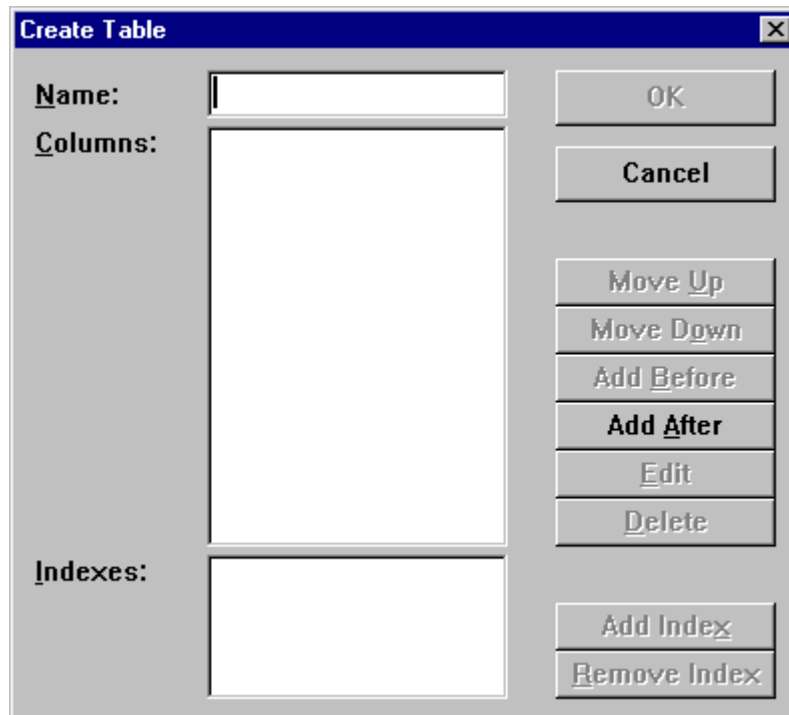 Create Table
Name:
OK
Columns:
Cancel
Move Up
Move Down
Add Before
Add After
Edit
Delete
Indexes:
Add Index
Remove Index